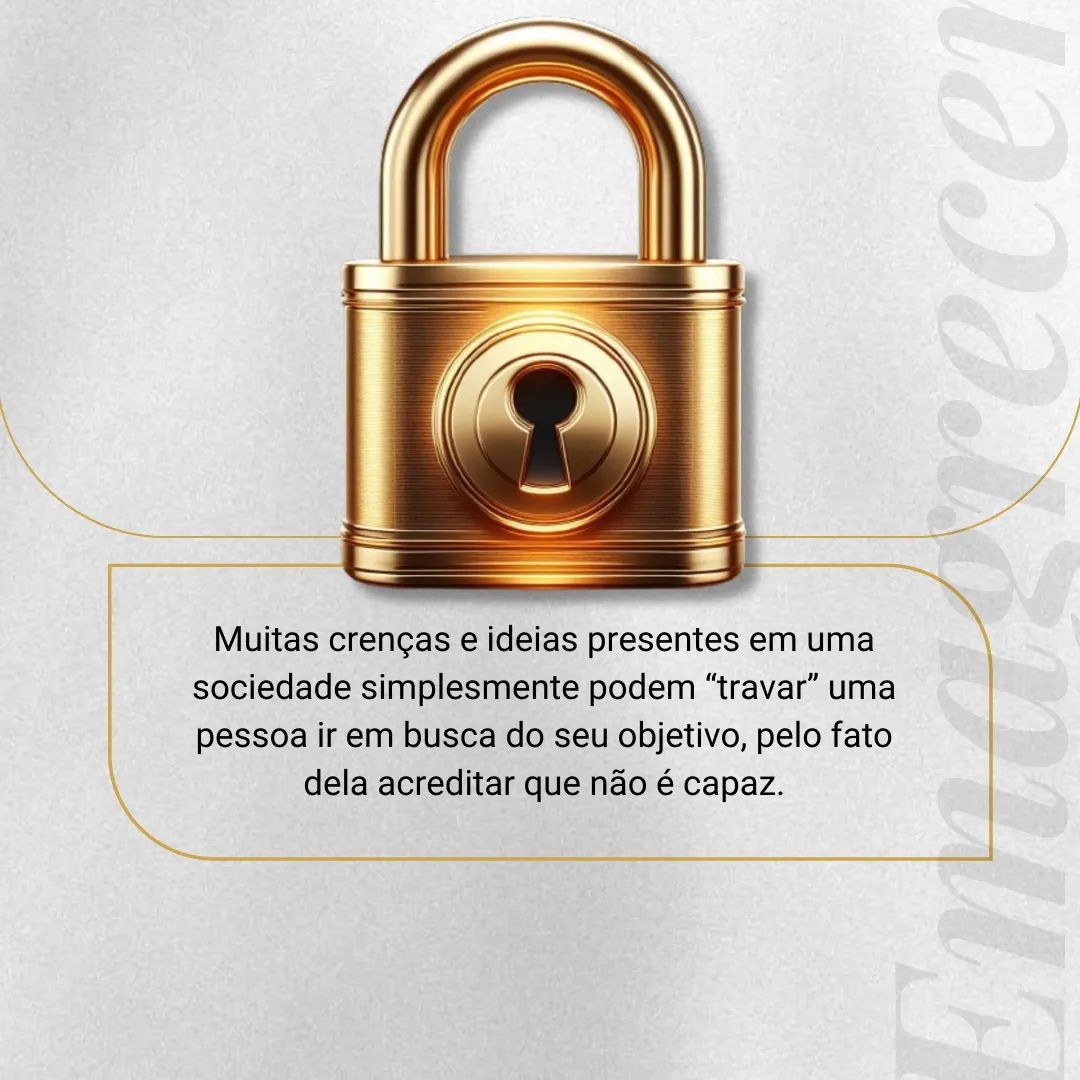 Muitas crenças e ideias presentes em uma
sociedade simplesmente podem “travar” uma
pessoa ir em busca do seu objetivo, pelo fato
dela acreditar que não é capaz.
Emagrecer